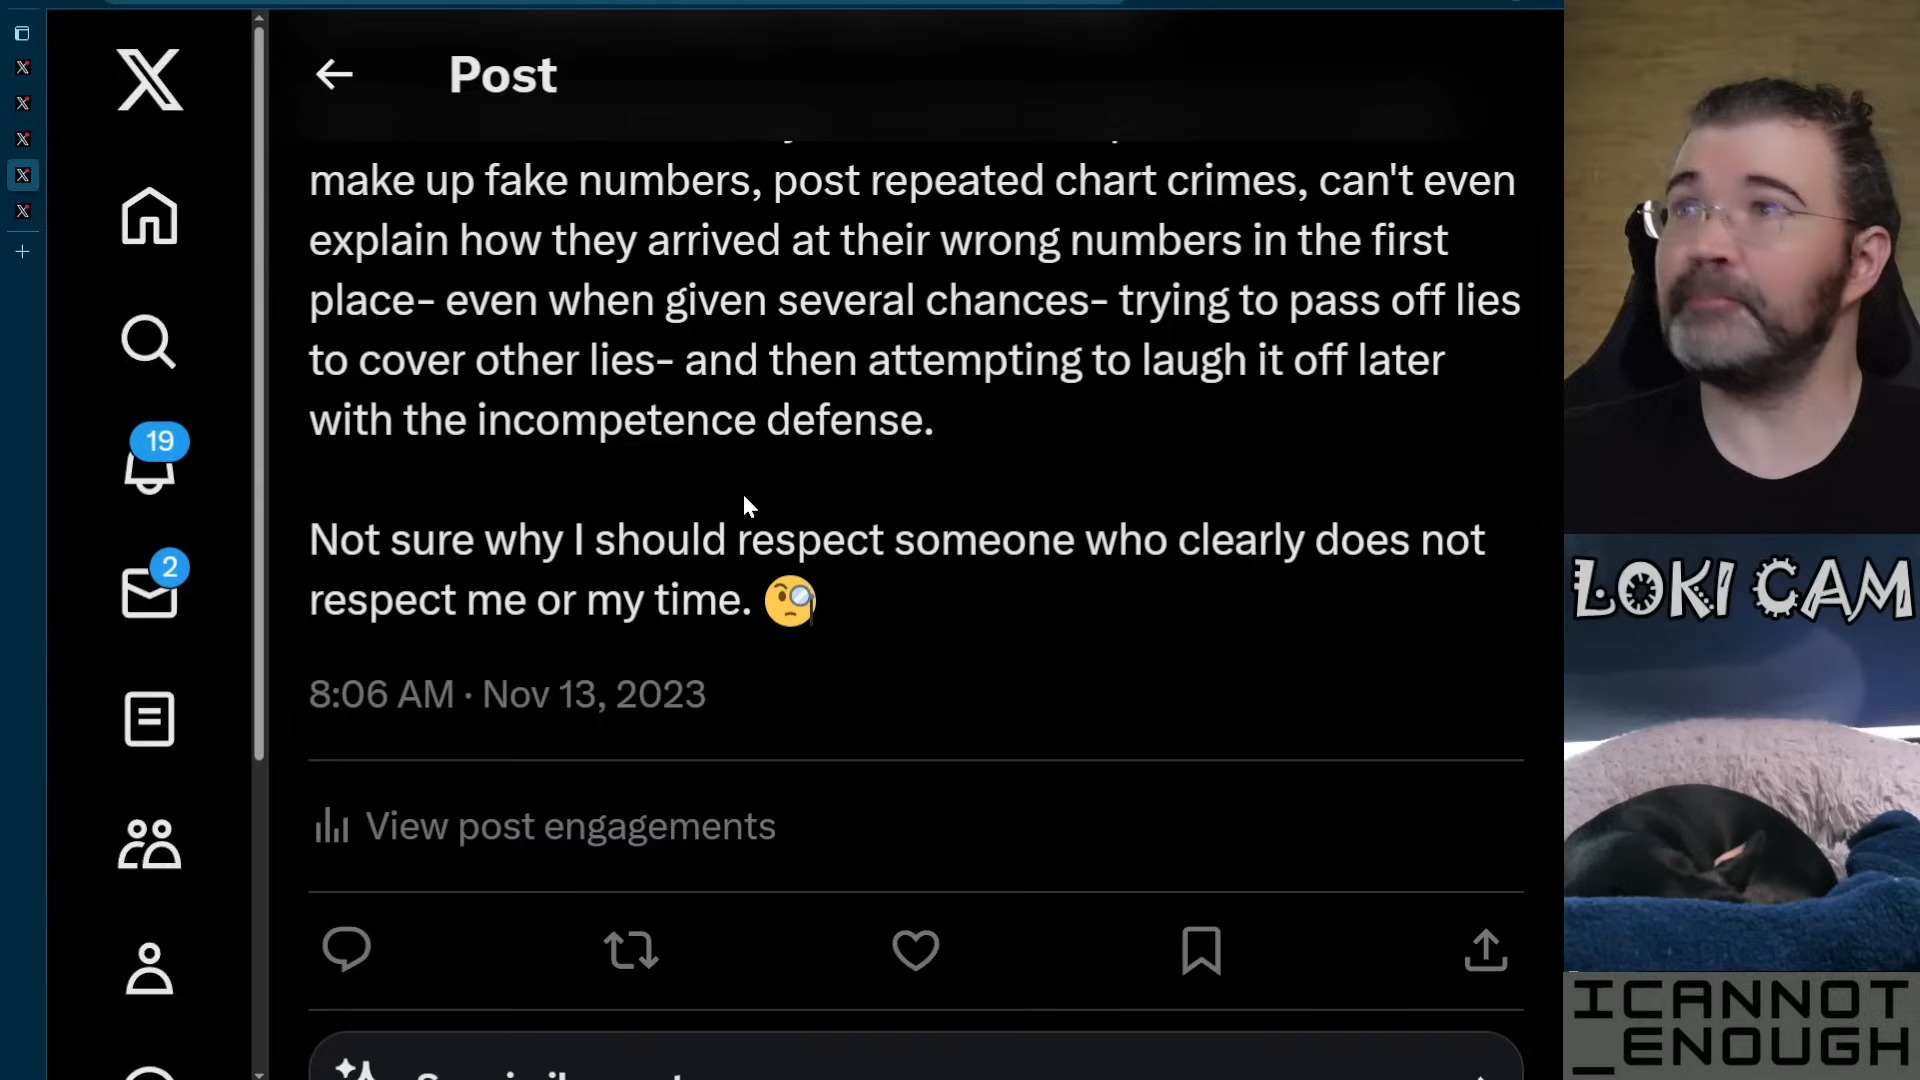 Post
make up fake numbers, post repeated chart crimes, can't even
explain how they arrived at their wrong numbers in the first
place- even when given several chances- trying to pass off lies
to cover other lies- and then attempting to laugh it off later
with the incompetence defense.
Not sure why I should respect someone who clearly does not
respect me or my time.
8:06 AM · Nov 13, 2023
View post engagements
19
2
LOKI CAM
ICANNOT
_ENOUGH